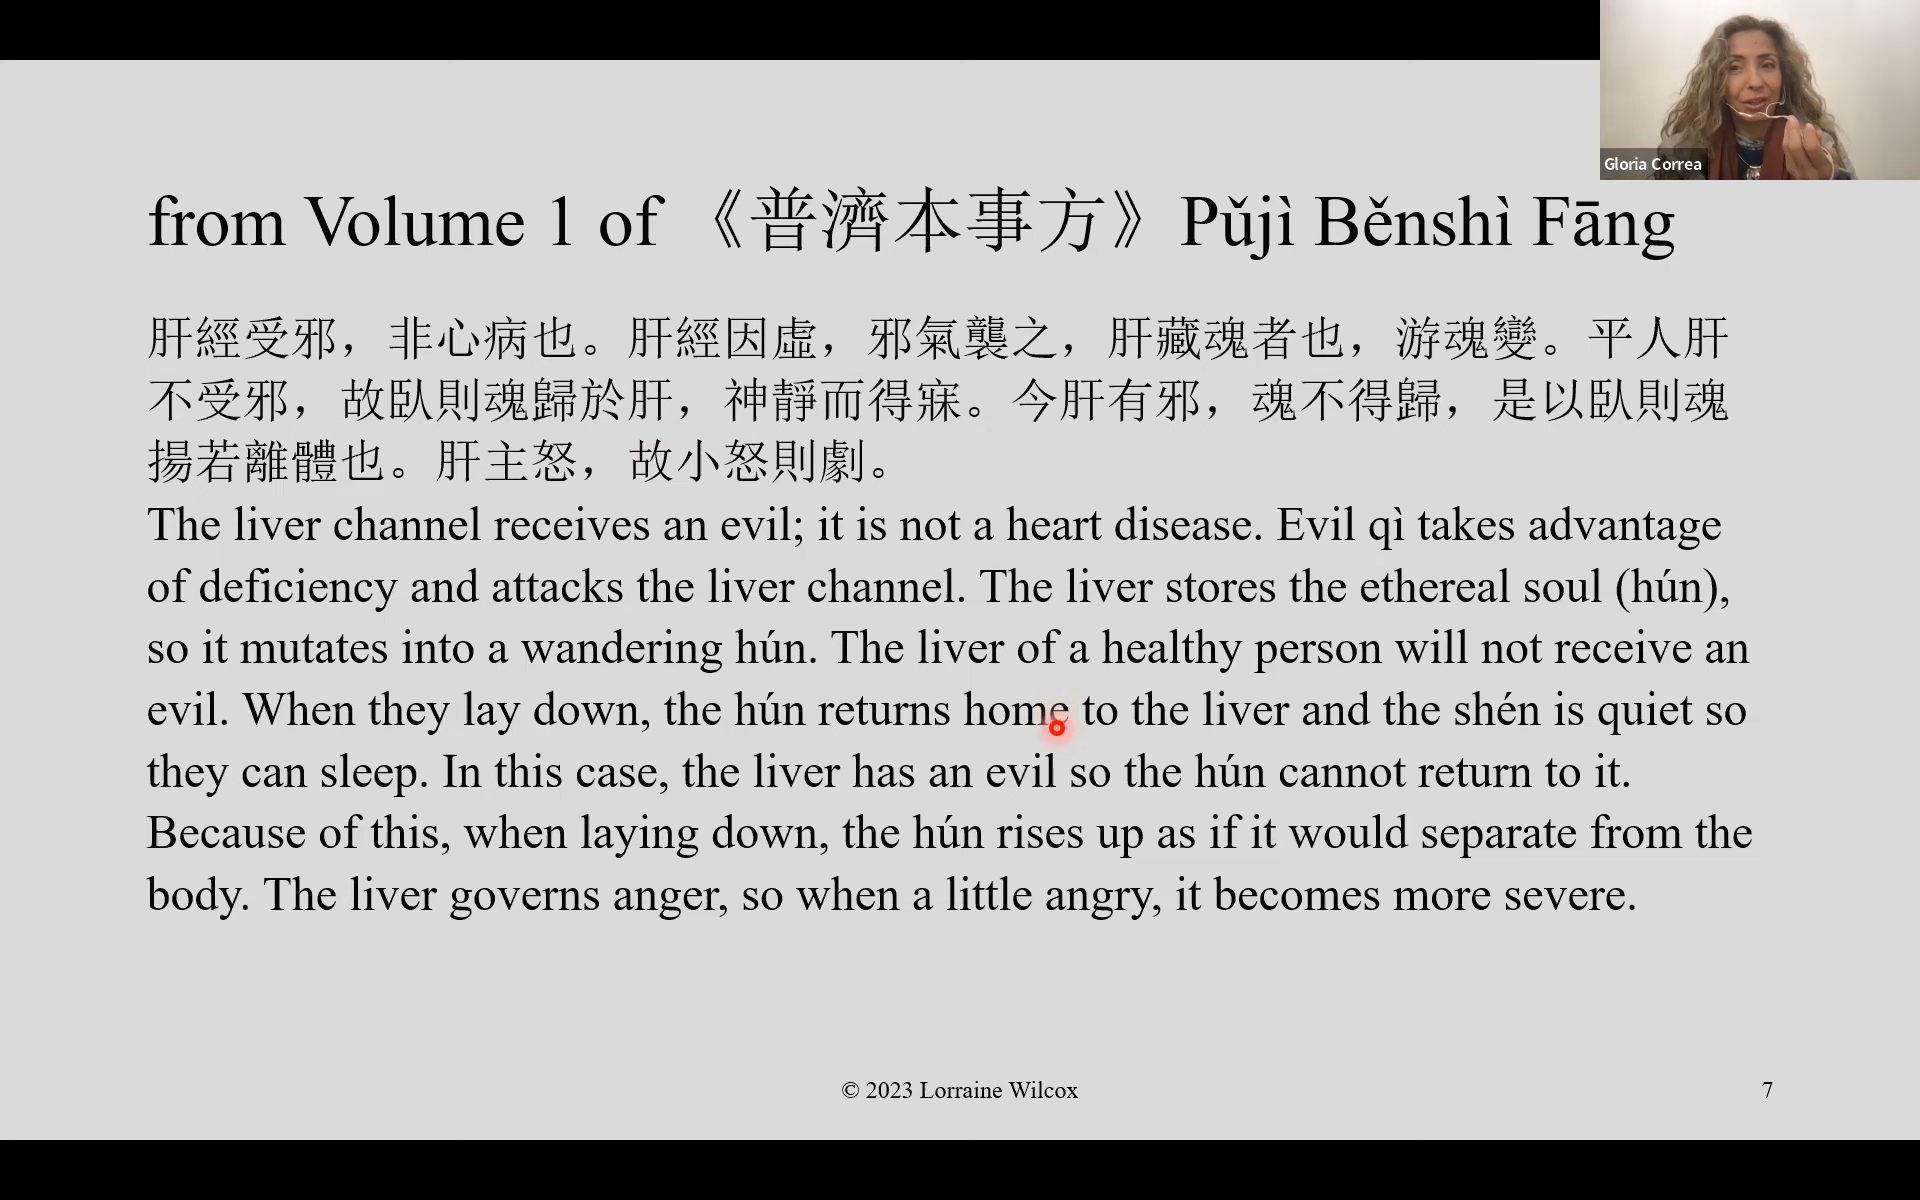 Gloria Correa
from Volume 1 of 《普濟本事方》Pǔjì Běnshì Fāng
肝經受邪，非心病也。肝經因虛，邪氣襲之，肝藏魂者也，游魂變。平人肝
不受邪，故臥則魂歸於肝，神靜而得寐。今肝有邪，魂不得歸，是以臥則魂
揚若離體也。肝主怒，故小怒則劇。
The liver channel receives an evil; it is not a heart disease. Evil qì takes advantage
of deficiency and attacks the liver channel. The liver stores the ethereal soul (hún),
so it mutates into a wandering hún. The liver of a healthy person will not receive an
evil. When they lay down, the hún returns home to the liver and the shén is quiet so
they can sleep. In this case, the liver has an evil so the hún cannot return to it.
Because of this, when laying down, the hún rises up as if it would separate from the
body. The liver governs anger, so when a little angry, it becomes more severe.
© 2023 Lorraine Wilcox
7